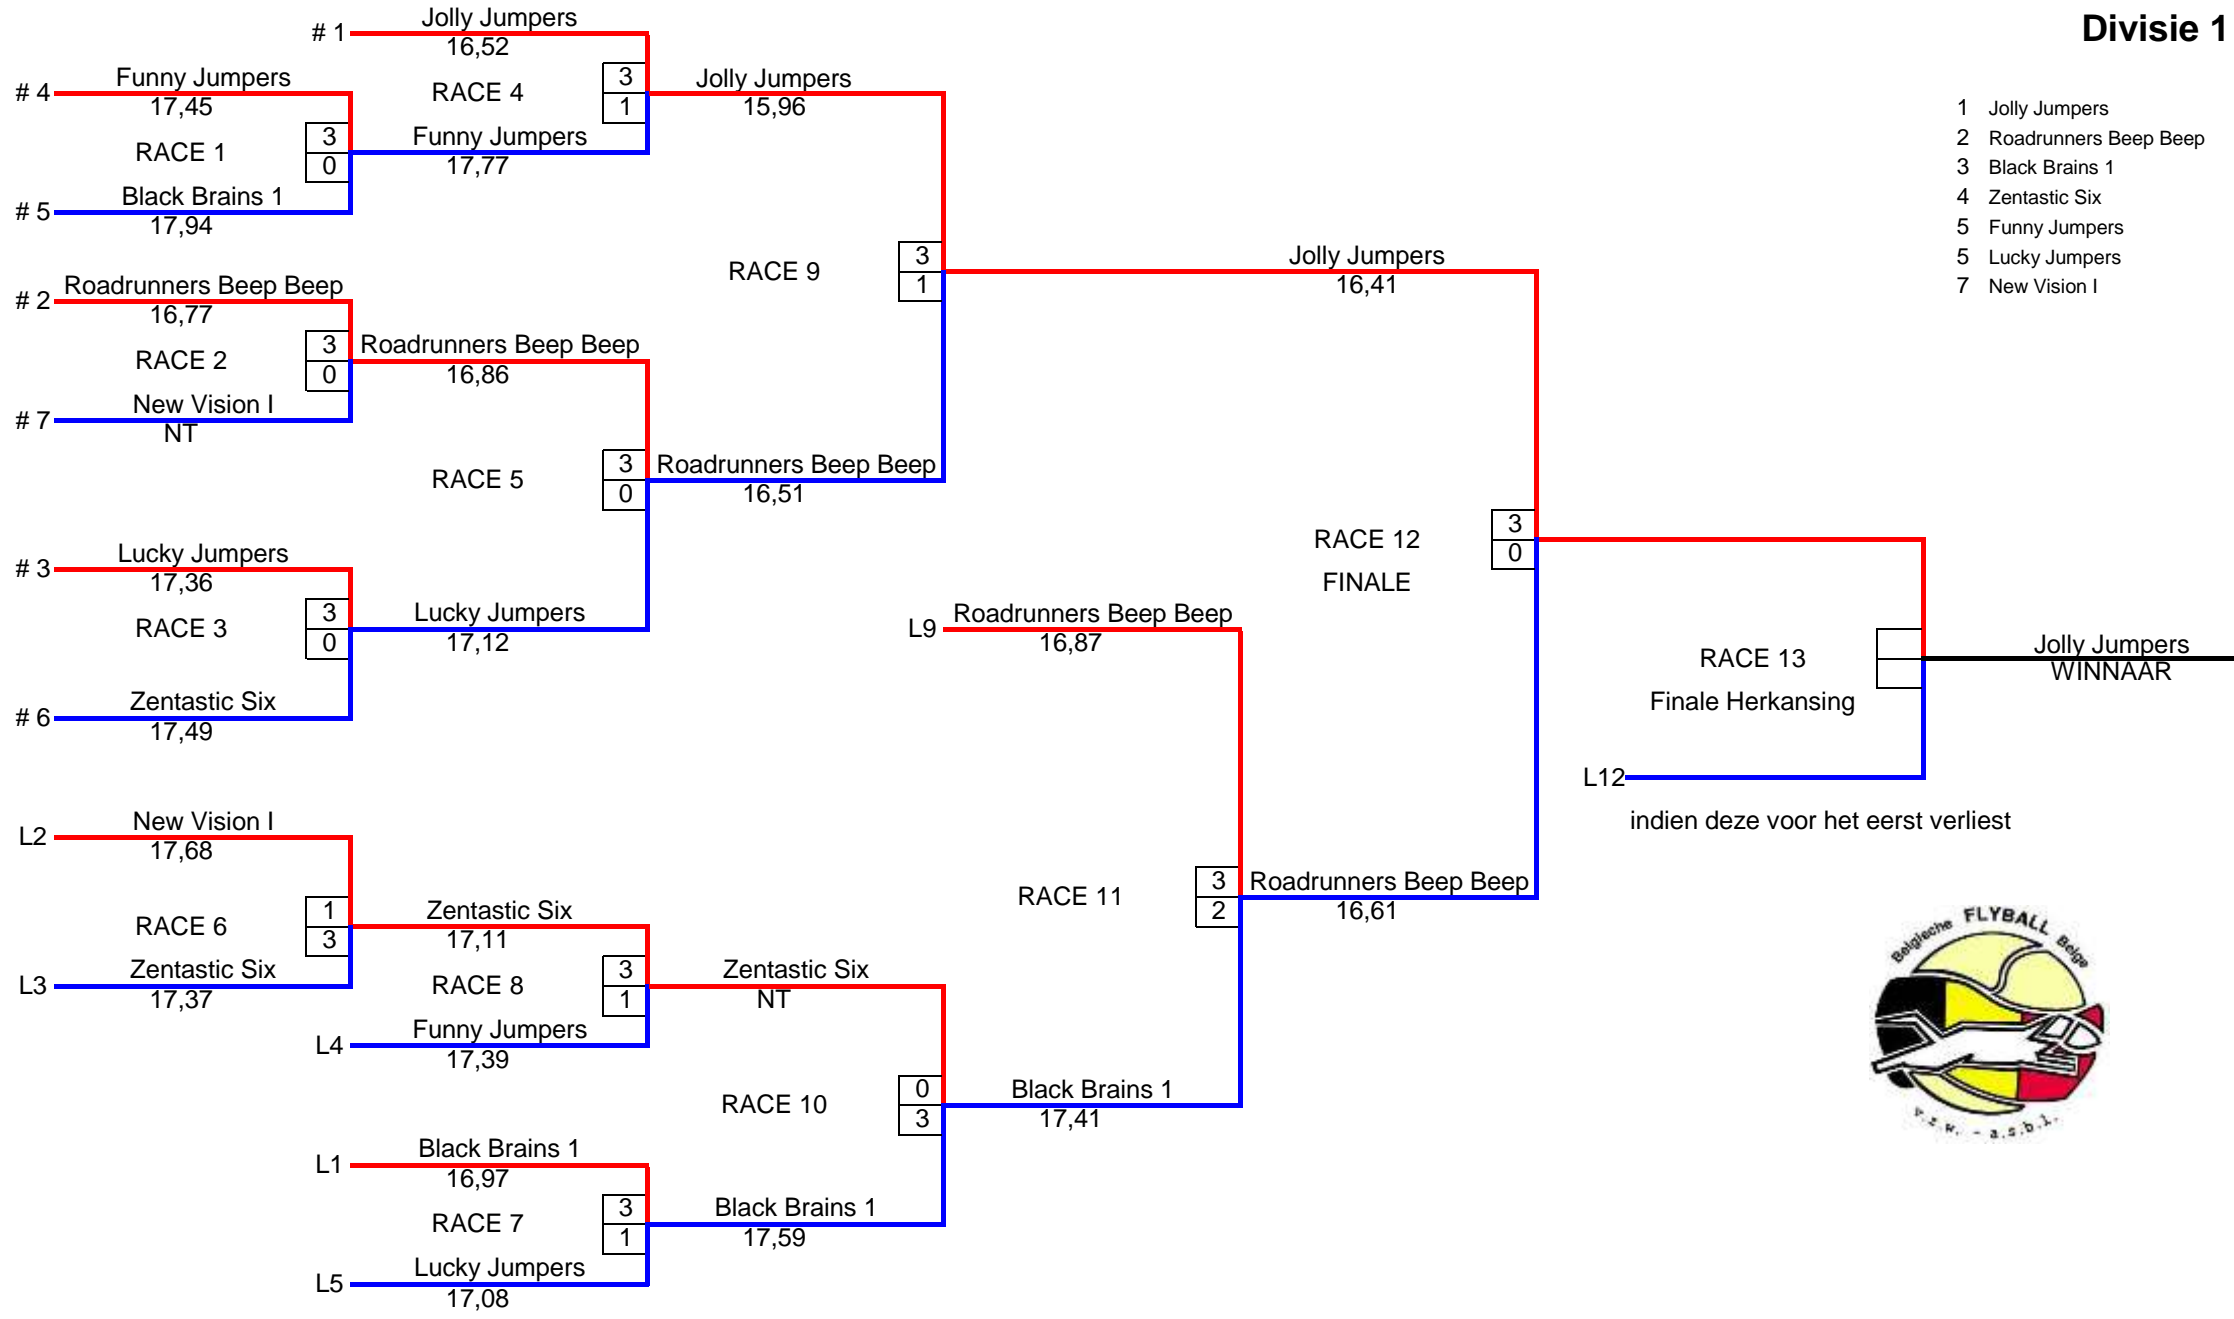 Divisie 1
# 1
Jolly Jumpers
16,52
RACE 4
3
1
# 4
Funny Jumpers
17,45
RACE 1
3
0
Funny Jumpers
17,77
# 5
Black Brains 1
17,94
Jolly Jumpers
15,96
1 Jolly Jumpers
2 Roadrunners Beep Beep
3 Black Brains 1
4 Zentastic Six
5 Funny Jumpers
5 Lucky Jumpers
7 New Vision I
RACE 9
3
1
Jolly Jumpers
16,41
# 2
Roadrunners Beep Beep
16,77
RACE 2
3
0
Roadrunners Beep Beep
16,86
# 7
New Vision I
NT
RACE 5
3
0
Roadrunners Beep Beep
16,51
# 3
Lucky Jumpers
17,36
RACE 3
3
0
Lucky Jumpers
17,12
# 6
Zentastic Six
17,49
RACE 12
FINALE
3
0
L9
Roadrunners Beep Beep
16,87
RACE 13
Finale Herkansing
Jolly Jumpers
WINNAAR
L12
indien deze voor het eerst verliest
L2
New Vision I
17,68
RACE 6
1
3
Zentastic Six
17,11
L3
Zentastic Six
17,37
RACE 8
3
1
L4
Funny Jumpers
17,39
Zentastic Six
NT
RACE 11
3
2
Roadrunners Beep Beep
16,61
RACE 10
0
3
Black Brains 1
17,41
L1
Black Brains 1
16,97
RACE 7
3
1
Black Brains 1
17,59
L5
Lucky Jumpers
17,08
Belgische FLYBALL Belge
v.z.w. - a.s.b.l.